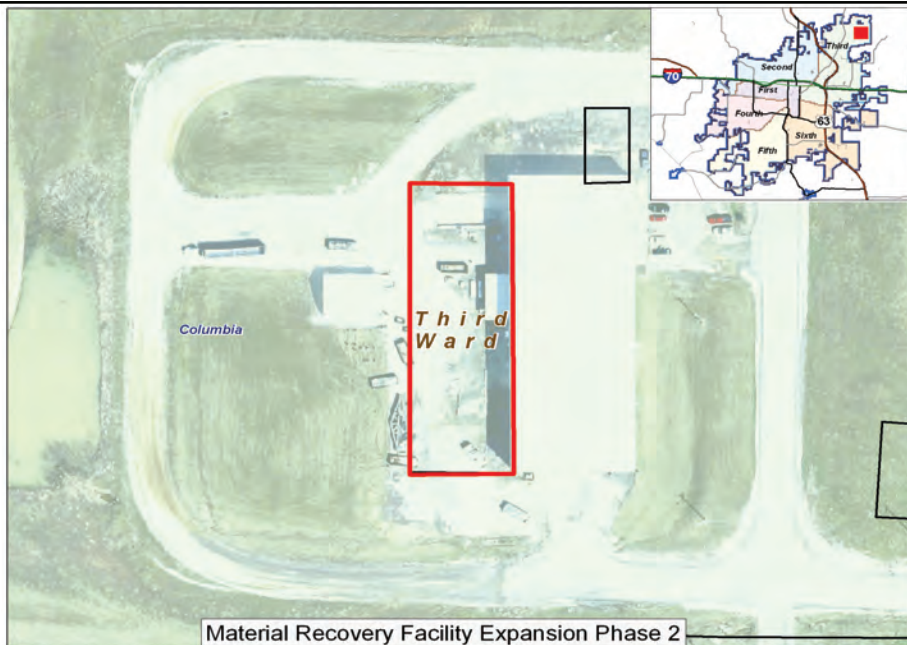 Third
Second
70
First
Fourth
63
Sixth
Fifth
Third
Ward
Columbia
Material Recovery Facility Expansion Phase 2